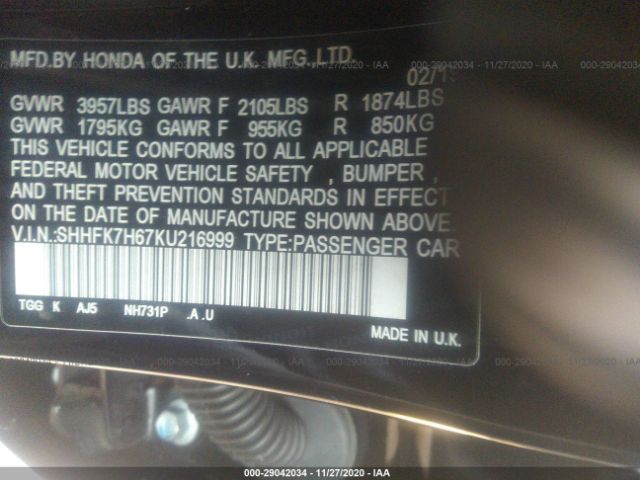 MFD.BY HONDA OF THE U.K. MFG.,LTD.
GVWR 3957LBS GAWR F 2105LBS R 1874LBS
GVWR 1795KG GAWR F 955KG R 850KG
THIS VEHICLE CONFORMS TO ALL APPLICABLE
FEDERAL MOTOR VEHICLE SAFETY , BUMPER ,
AND THEFT PREVENTION STANDARDS IN EFFECT
ON THE DATE OF MANUFACTURE SHOWN ABOVE.
V.I.N.:SHHFK7H67KU216999 TYPE:PASSENGER CAR
TGG K AJ5 NH731P .A .U
MADE IN U.K.
000-29042034 - 11/27/2020 - IAA